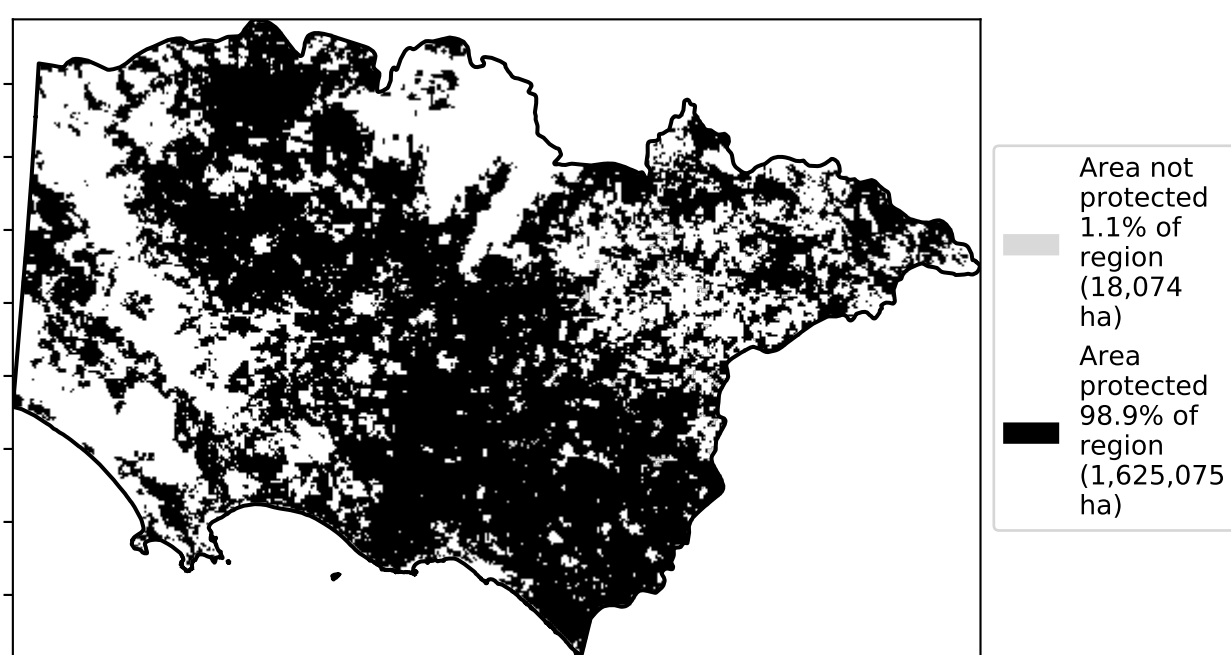 Area not
protected
1.1% of
region
(18,074
ha)
Area
protected
98.9% of
region
(1,625,075
ha)